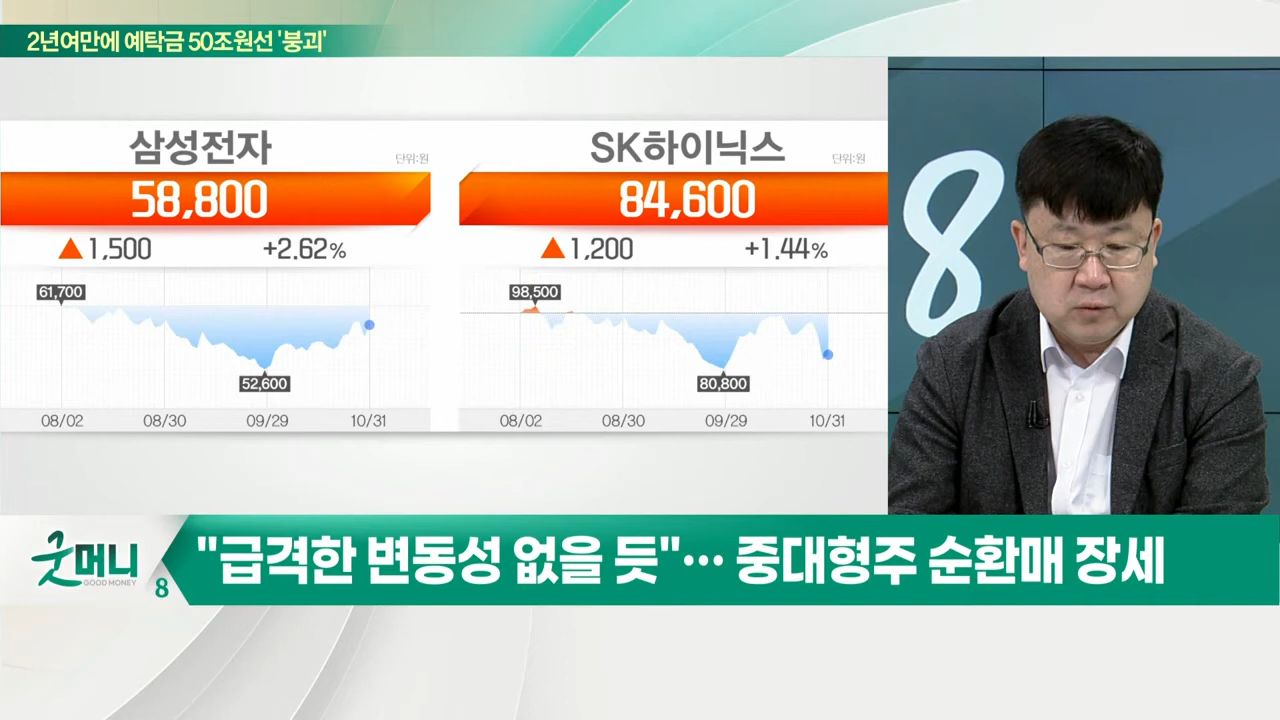 2년여만에 예탁금 50조원선 '붕괴'
삼성전자
단위:원
58,800
▲1,500 +2.62%
61,700
52,600
08/02 08/30 09/29 10/31
SK하이닉스
단위:원
84,600
▲1,200 +1.44%
98,500
80,800
08/02 08/30 09/29 10/31
8
굿머니
GOOD MONEY
8
"급격한 변동성 없을 듯"… 중대형주 순환매 장세